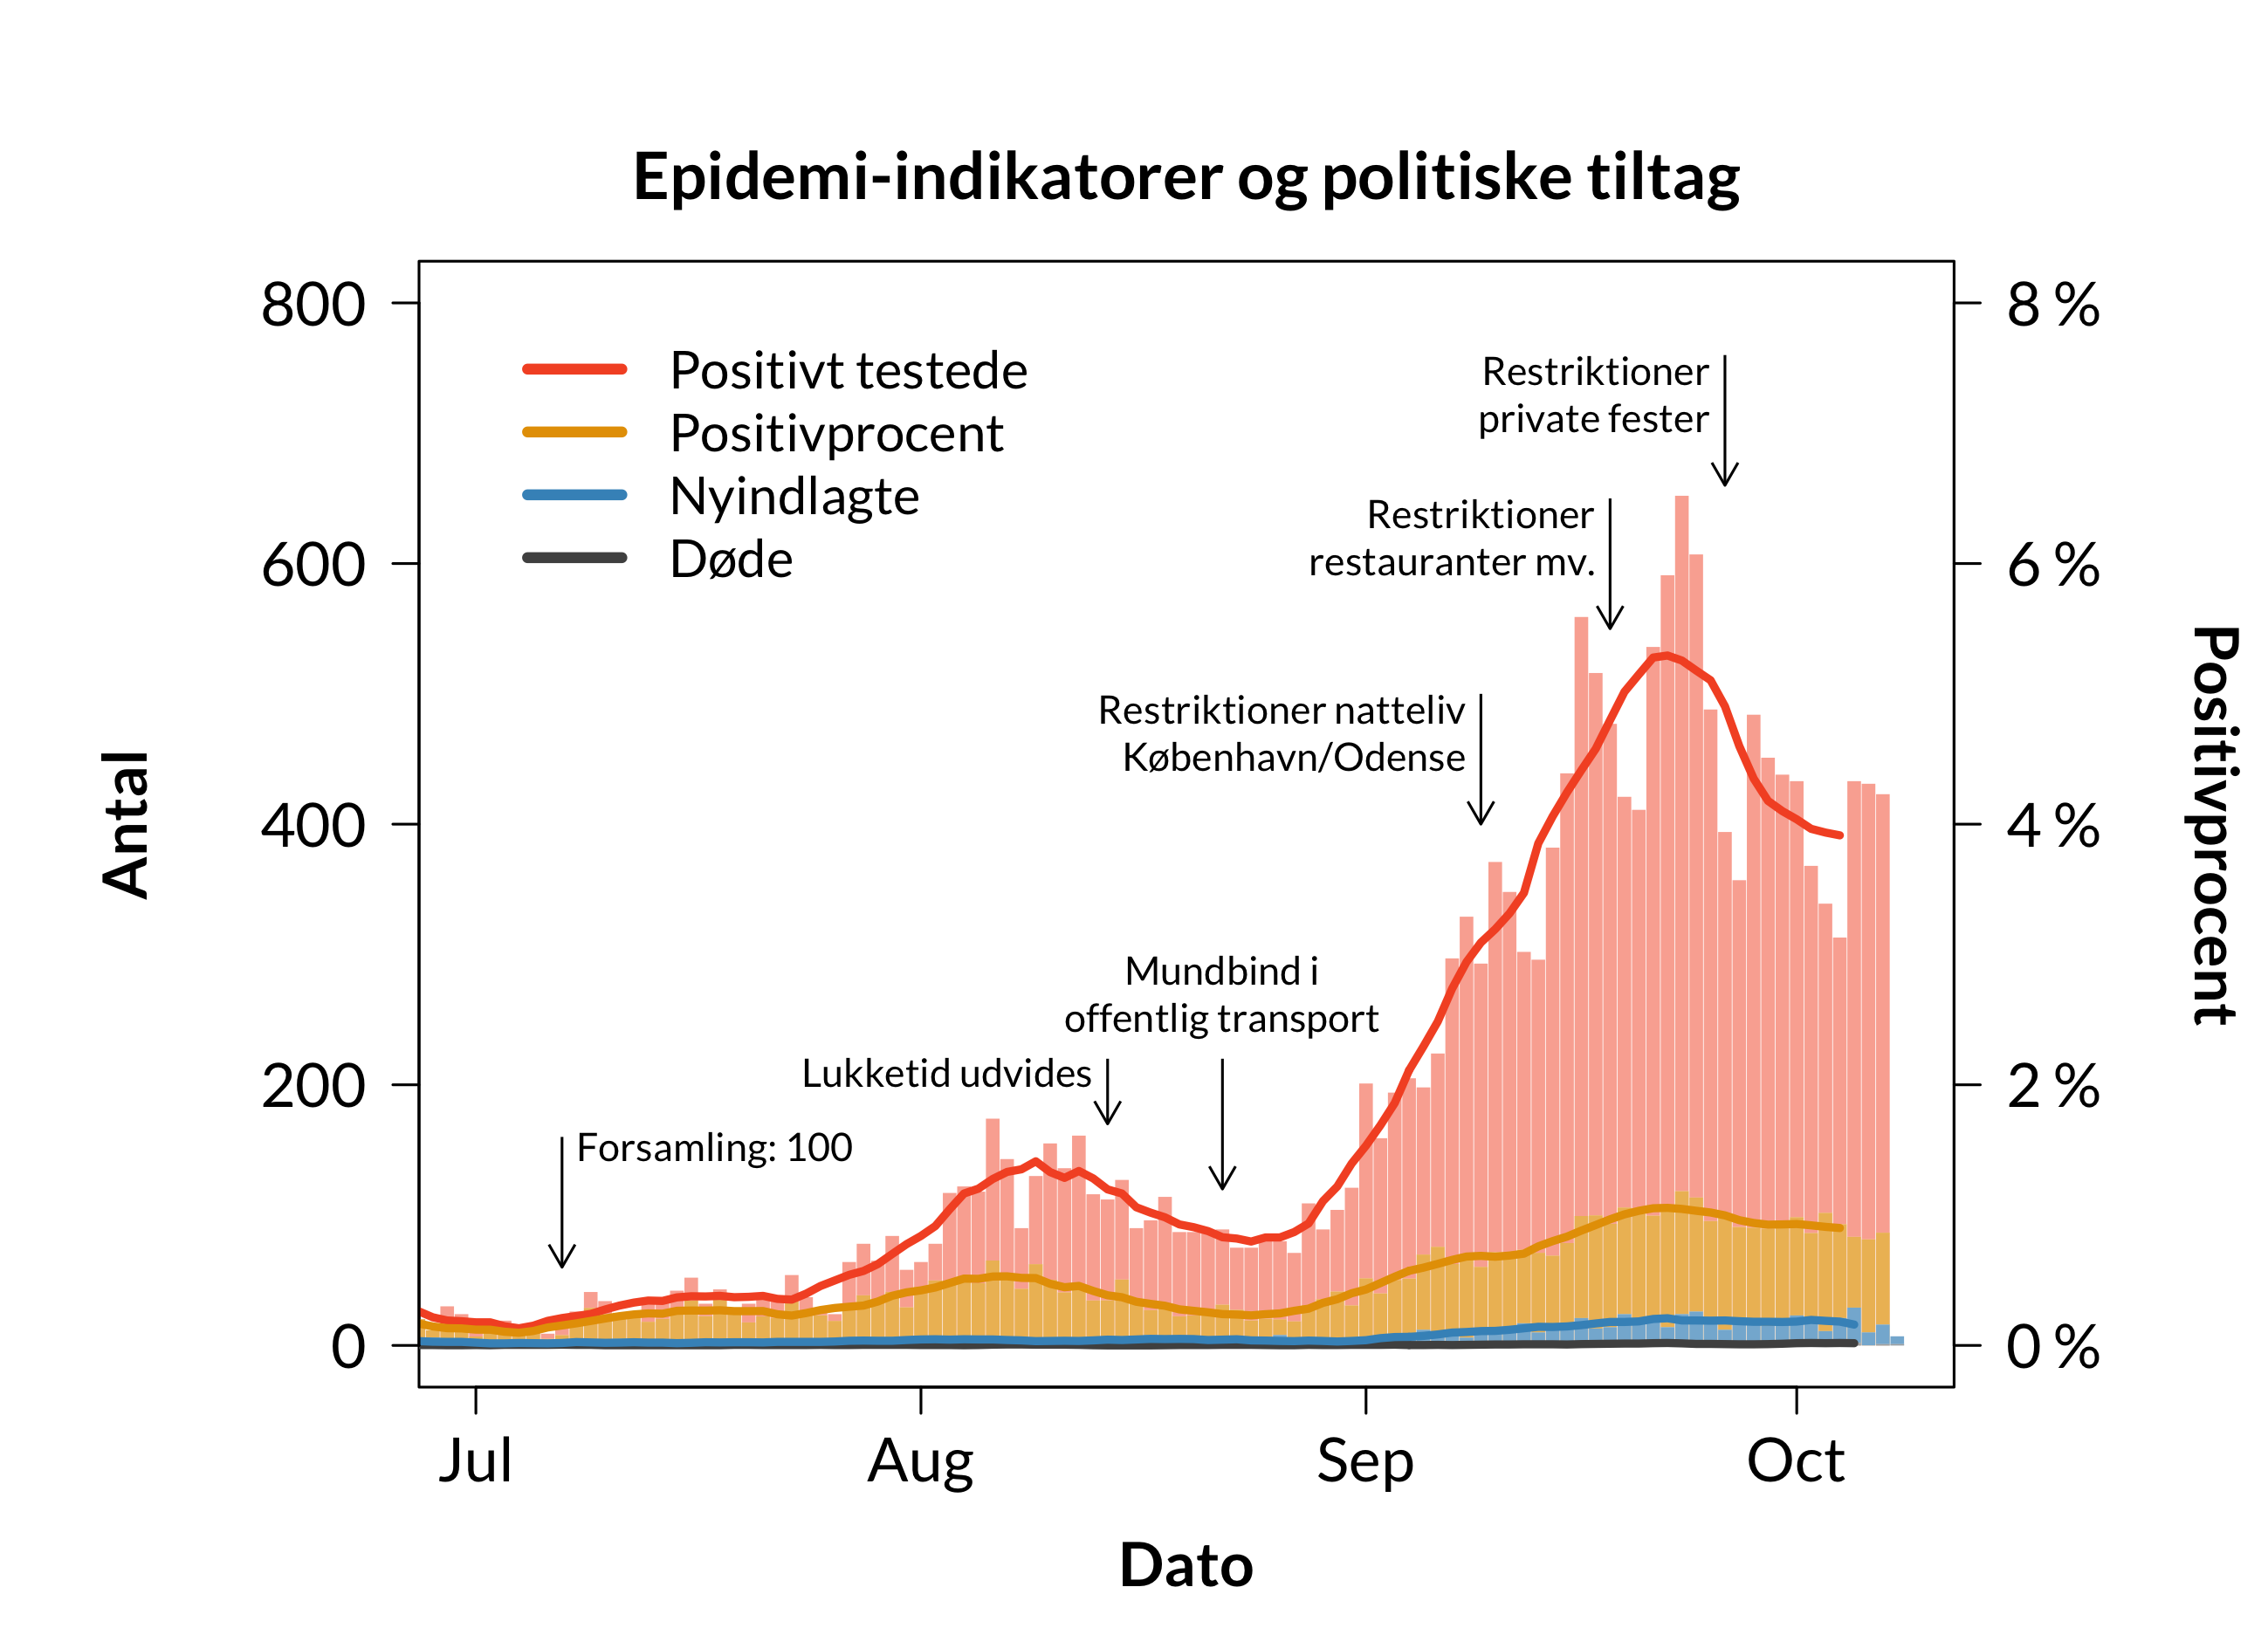 Epidemi-indikatorer og politiske tiltag
800
600
400
200
0
Antal
Positivt testede
Positivprocent
Nyindlagte
Døde
Forsamling: 100
Lukketid udvides
Mundbind i
offentlig transport
Restriktioner natteliv
København/Odense
Restriktioner
restauranter mv.
Restriktioner
private fester
8 %
6 %
4 %
2 %
0 %
Positivprocent
Jul
Aug
Sep
Oct
Dato